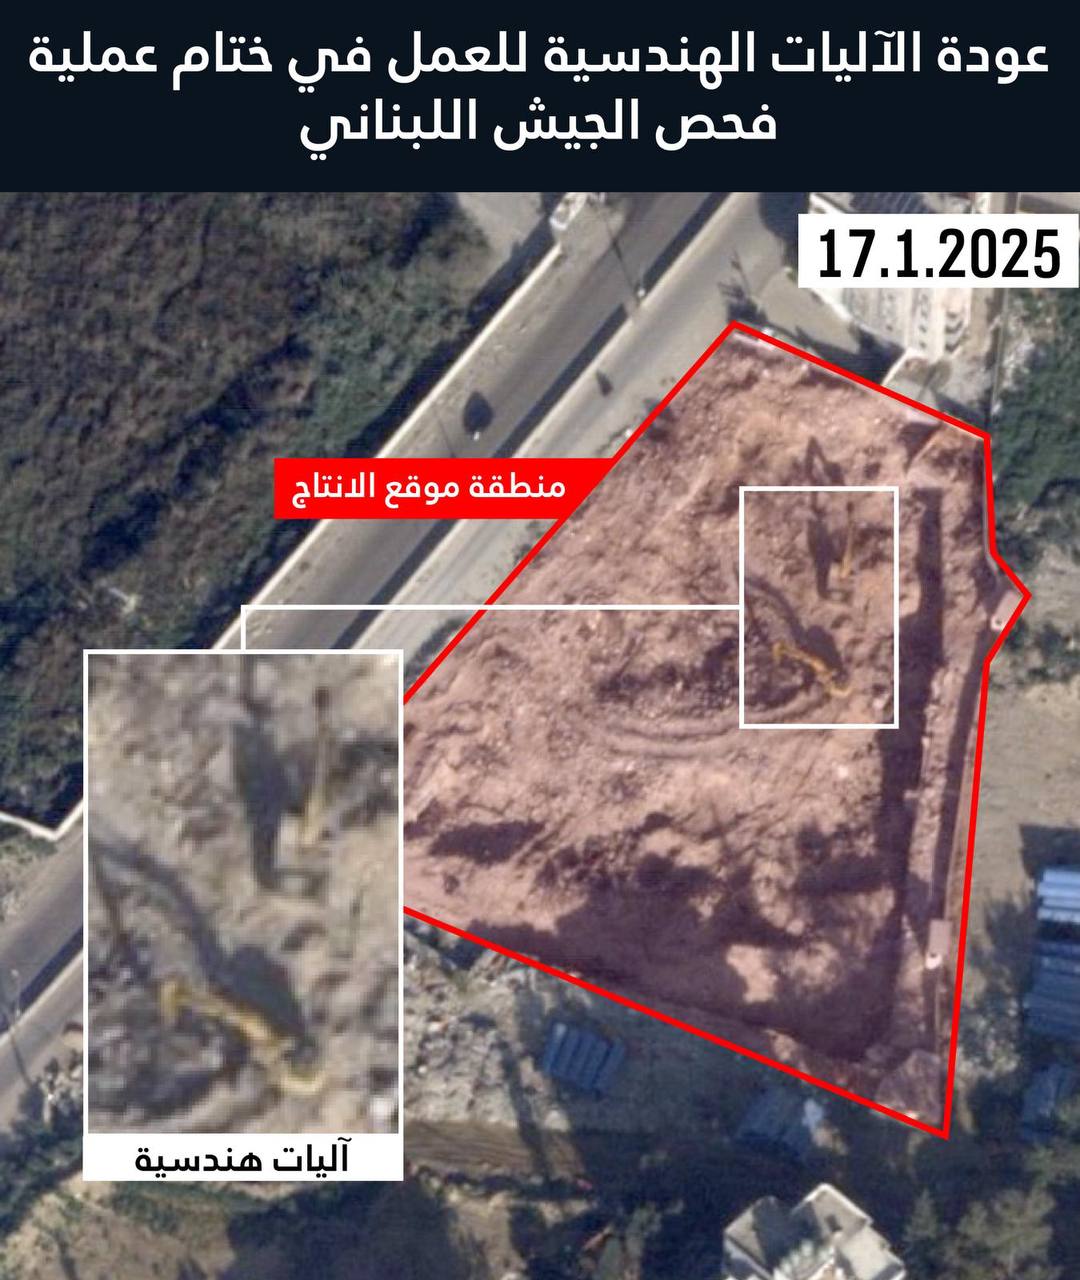 عودة الآليات الهندسية للعمل في ختام عملية
فحص الجيش اللبناني
17.1.2025
منطقة موقع الانتاج
آليات هندسية